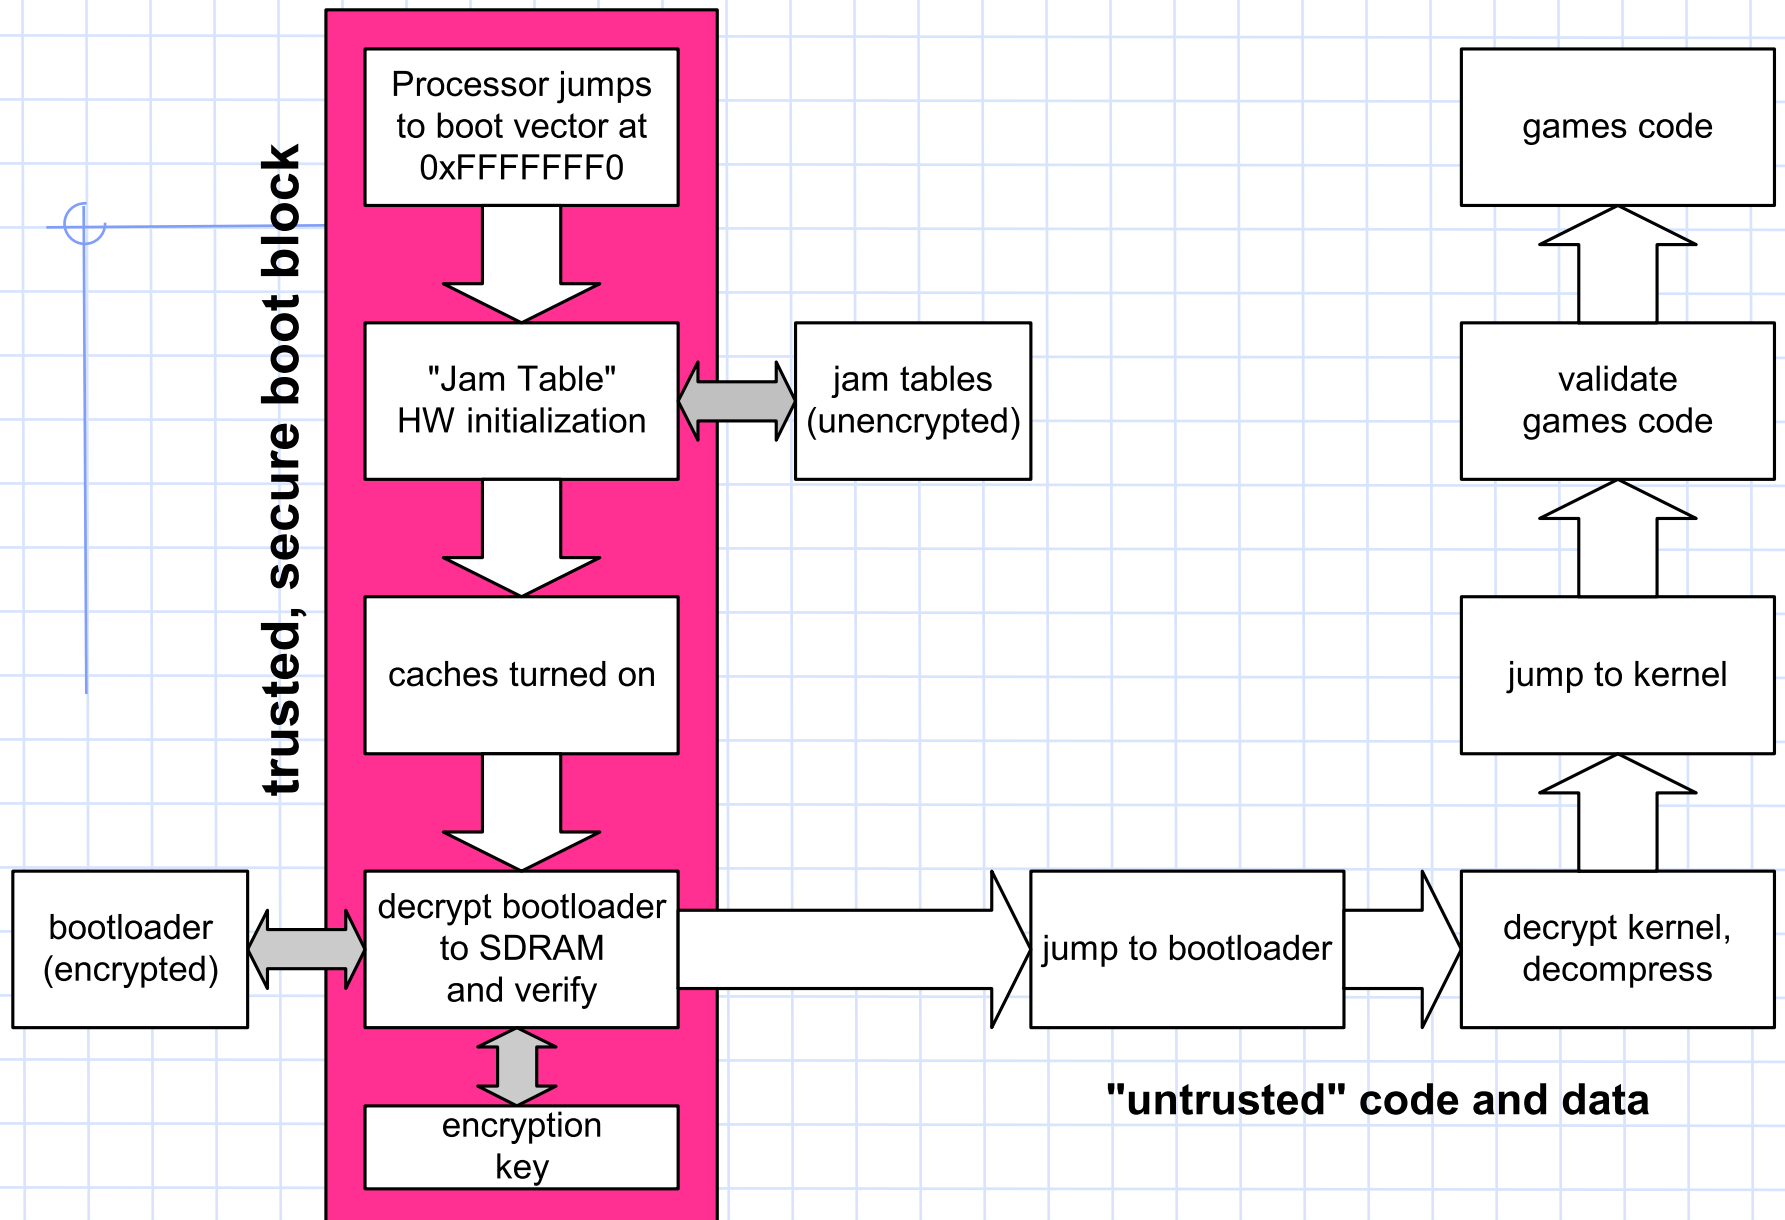 trusted, secure boot block
Processor jumps
to boot vector at
0xFFFFFFF0
"Jam Table"
HW initialization
jam tables
(unencrypted)
caches turned on
bootloader
(encrypted)
decrypt bootloader
to SDRAM
and verify
encryption
key
jump to bootloader
decrypt kernel,
decompress
jump to kernel
validate
games code
games code
"untrusted" code and data